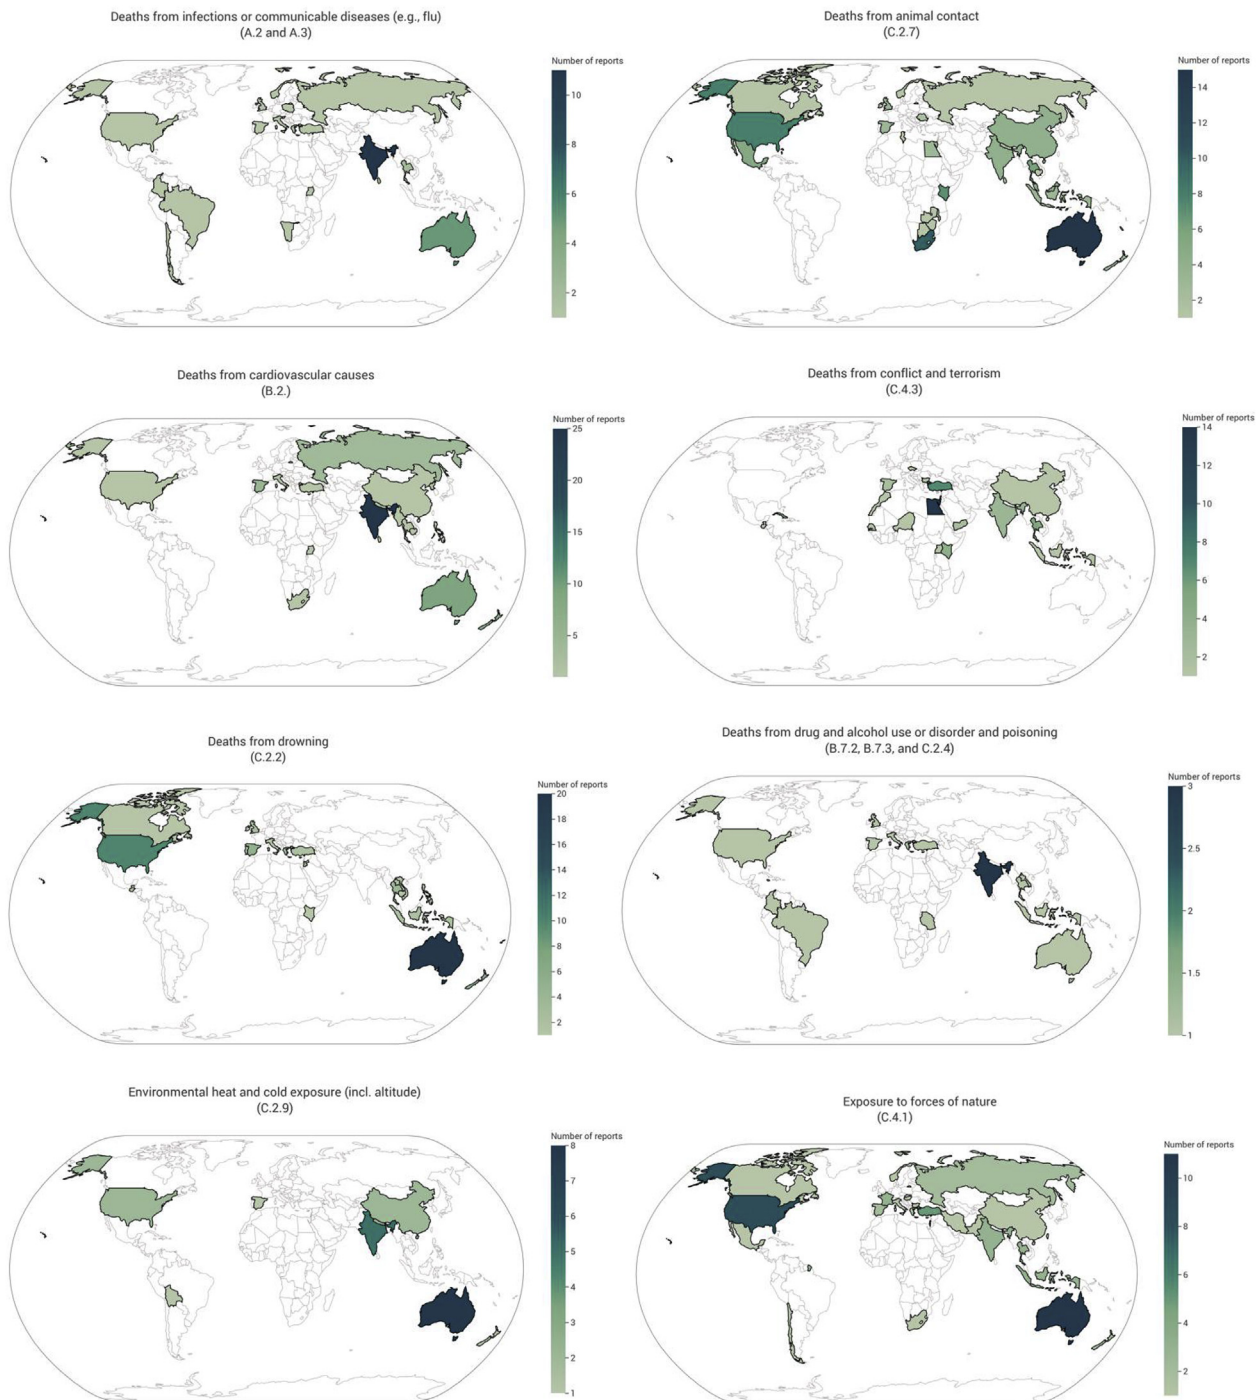 Deaths from infections or communicable diseases (e.g., flu)
(A.2 and A.3)
Number of reports
10
8
6
4
2
Deaths from animal contact
(C.2.7)
Number of reports
14
12
10
8
6
4
2
Deaths from cardiovascular causes
(B.2.)
Number of reports
25
20
15
10
5
Deaths from conflict and terrorism
(C.4.3)
Number of reports
14
12
10
8
6
4
2
Deaths from drowning
(C.2.2)
Number of reports
20
18
16
14
12
10
8
6
4
2
Deaths from drug and alcohol use or disorder and poisoning
(B.7.2, B.7.3, and C.2.4)
Number of reports
3
2.5
2
1.5
1
Environmental heat and cold exposure (incl. altitude)
(C.2.9)
Number of reports
8
7
6
5
4
3
2
1
Exposure to forces of nature
(C.4.1)
Number of reports
10
8
6
4
2